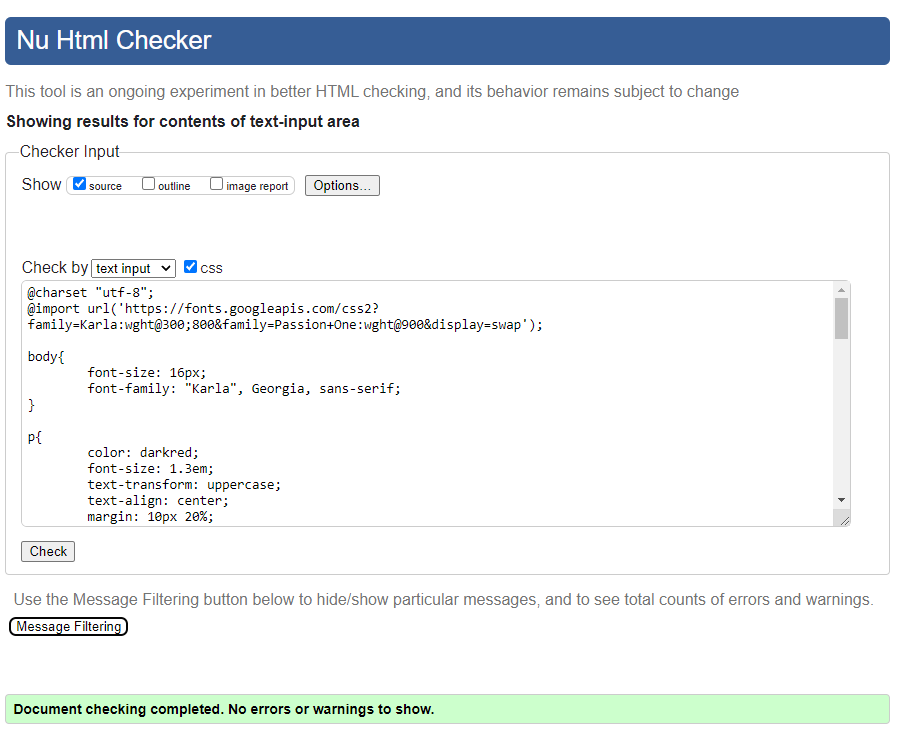 Nu Html Checker
This tool is an ongoing experiment in better HTML checking, and its behavior remains subject to change
Showing results for contents of text-input area
Checker Input
Show source outline image report Options...
Check by text input css
@charset "utf-8";
@import url('https://fonts.googleapis.com/css2?
family=Karla:wght@300;800&family=Passion+One:wght@900&display=swap');
body{
font-size: 16px;
font-family: "Karla", Georgia, sans-serif;
}
p{
color: darkred;
font-size: 1.3em;
text-transform: uppercase;
text-align: center;
margin: 10px 20%;
Check
Use the Message Filtering button below to hide/show particular messages, and to see total counts of errors and warnings.
Message Filtering
Document checking completed. No errors or warnings to show.